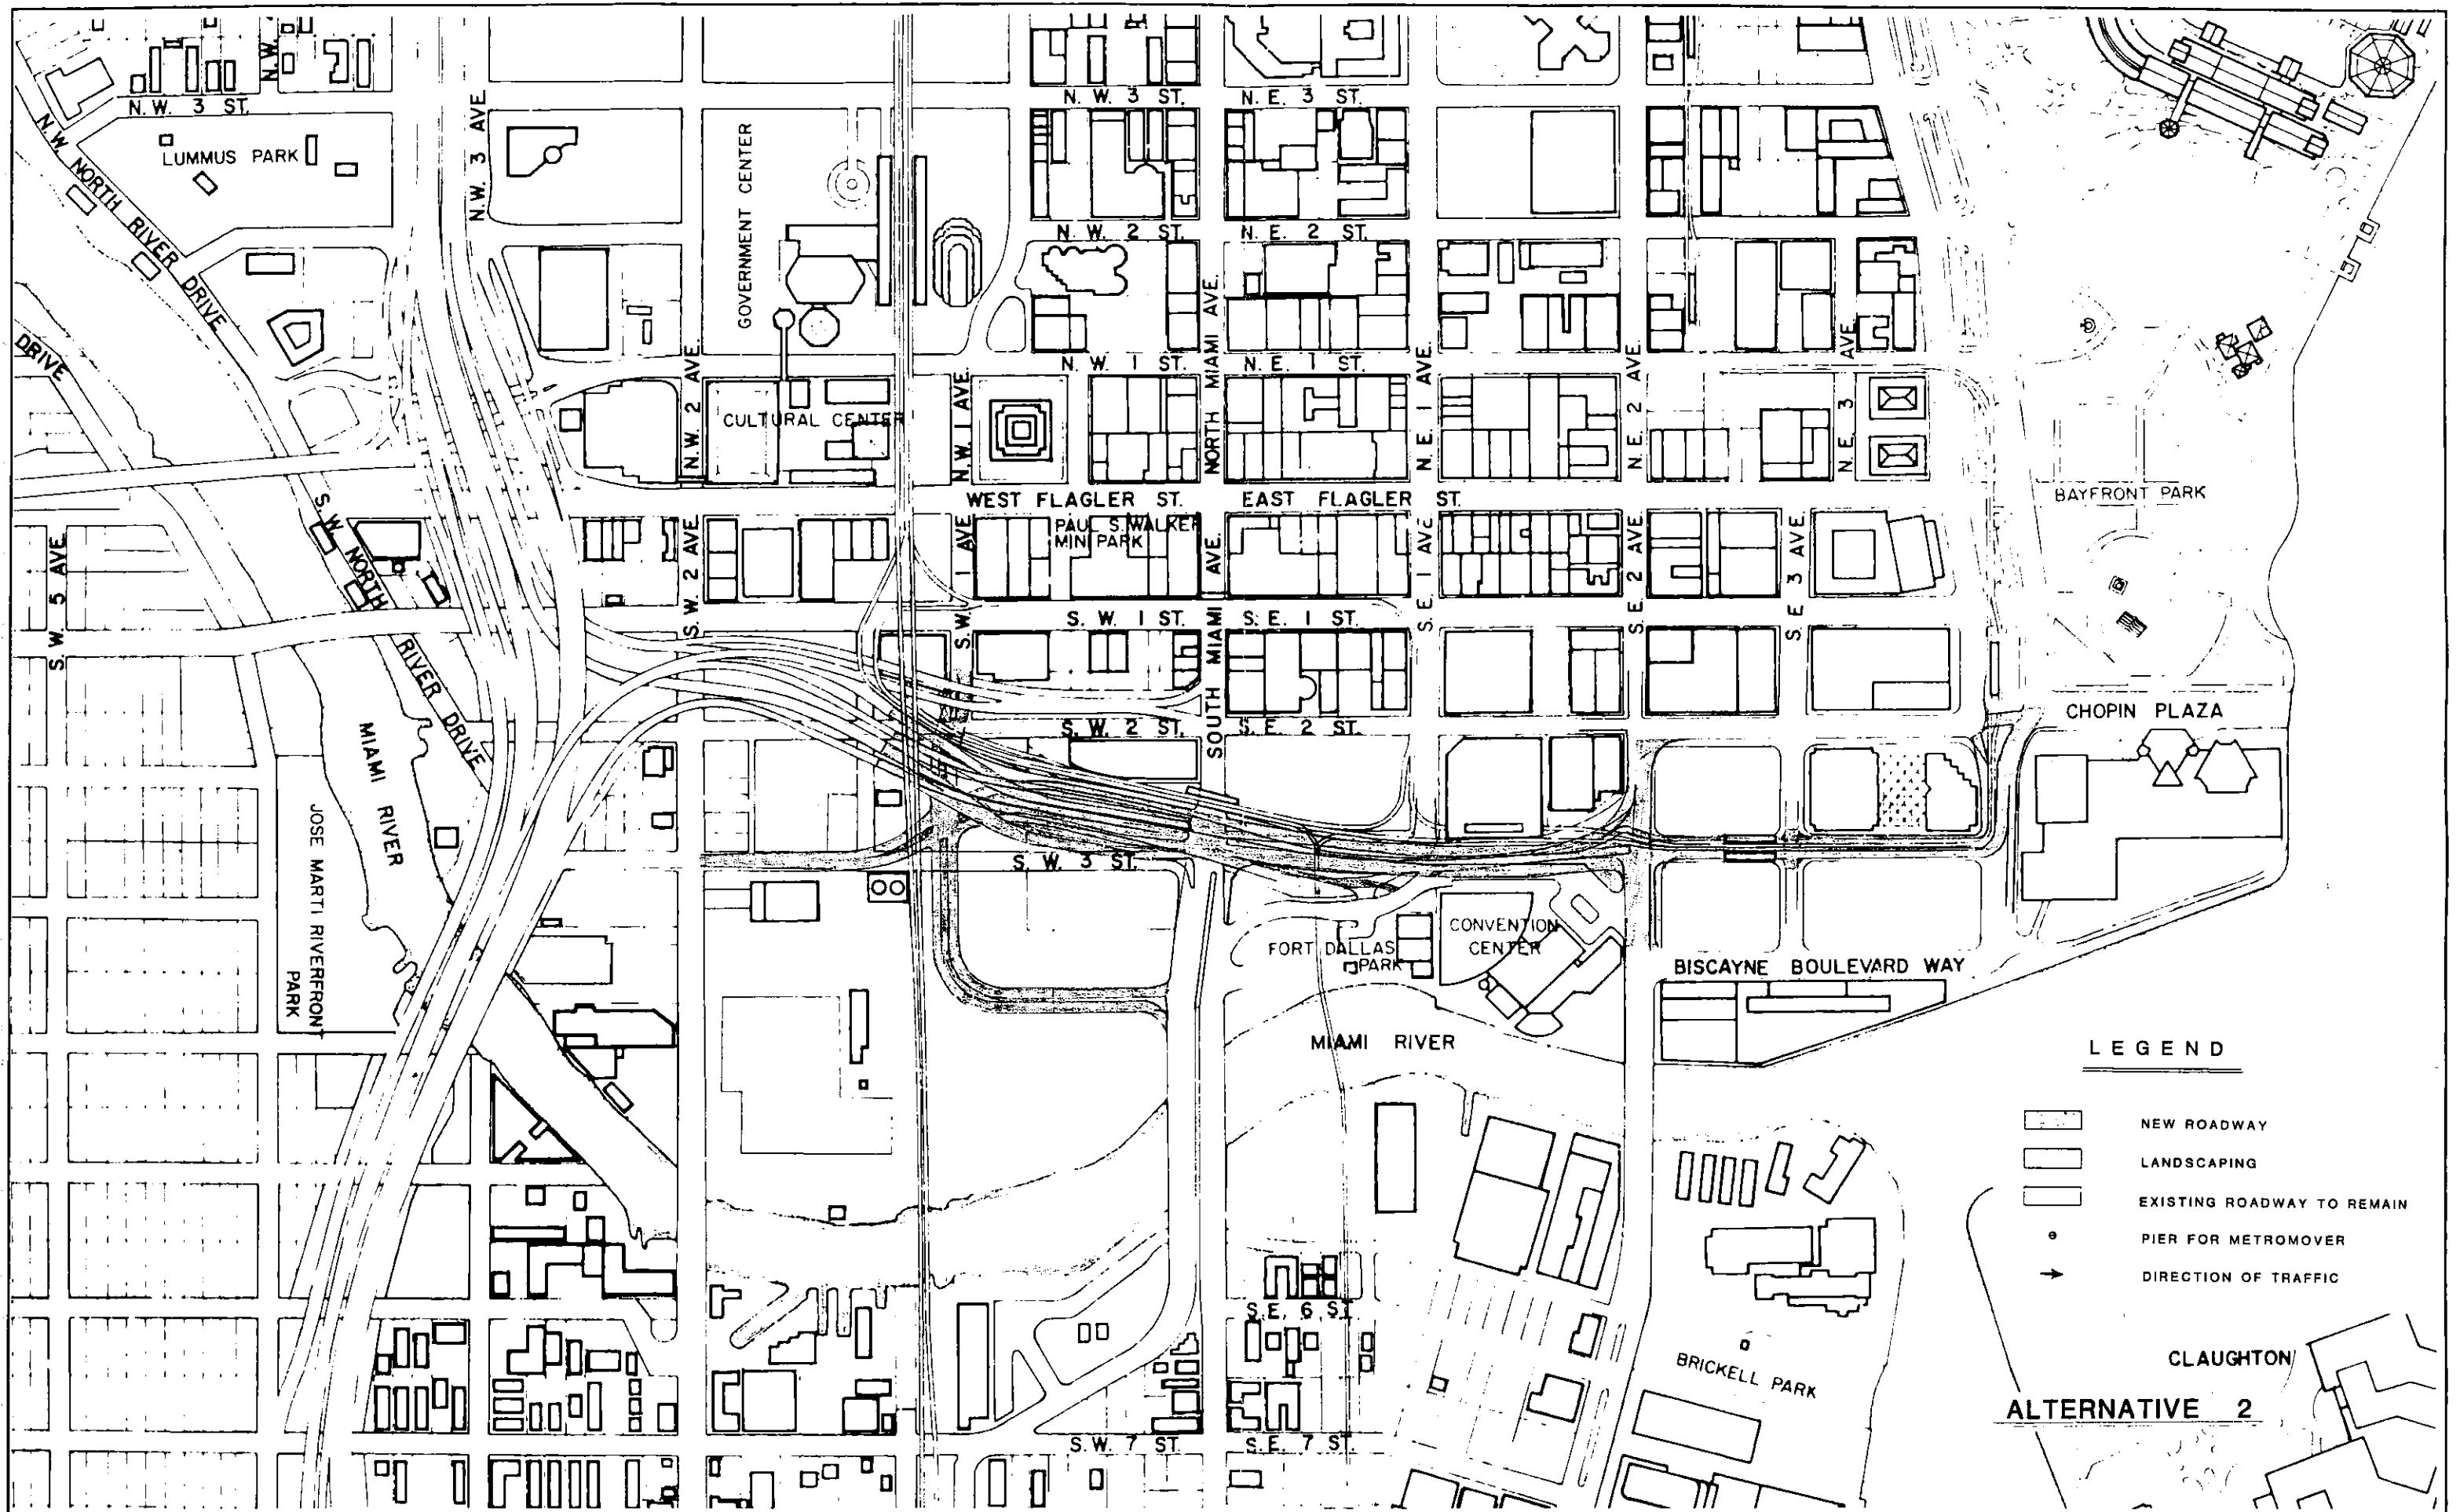 N.W.
N. W. 3 ST.
N.W. 3 AVE.
N. W. 3 ST.
N. E. 3 ST.
N.W. NORTH RIVER DRIVE
LUMMUS PARK
GOVERNMENT CENTER
N. W. 2 ST.
N. E. 2 ST.
DRIVE
N.W. 2 AVE.
N. W. 1 ST.
N. E. 1 ST.
NORTH MIAMI AVE.
N.W. 1 AVE.
N. E. 1 AVE.
N. E. 2 AVE.
N. E. 3 AVE.
CULTURAL CENTER
WEST FLAGLER ST.
EAST FLAGLER ST.
BAYFRONT PARK
PAUL S. WALKER
MINI PARK
S. W. 5 AVE.
S. W. NORTH RIVER DRIVE
S. W. 2 AVE.
S. W. 1 AVE.
SOUTH MIAMI AVE.
S. E. 1 AVE.
S. E. 2 AVE.
S. E. 3 AVE.
S. W. 1 ST.
S. E. 1 ST.
S. W. 2 ST.
S. E. 2 ST.
CHOPIN PLAZA
MIAMI RIVER
JOSE MARTI RIVERFRONT
PARK
S. W. 3 ST.
FORT DALLAS
PARK
CONVENTION
CENTER
BISCAYNE BOULEVARD WAY
MIAMI RIVER
LEGEND
NEW ROADWAY
LANDSCAPING
EXISTING ROADWAY TO REMAIN
PIER FOR METROMOVER
DIRECTION OF TRAFFIC
S. E. 6 ST.
BRICKELL PARK
CLAUGHTON
ALTERNATIVE 2
S. W. 7 ST.
S. E. 7 ST.